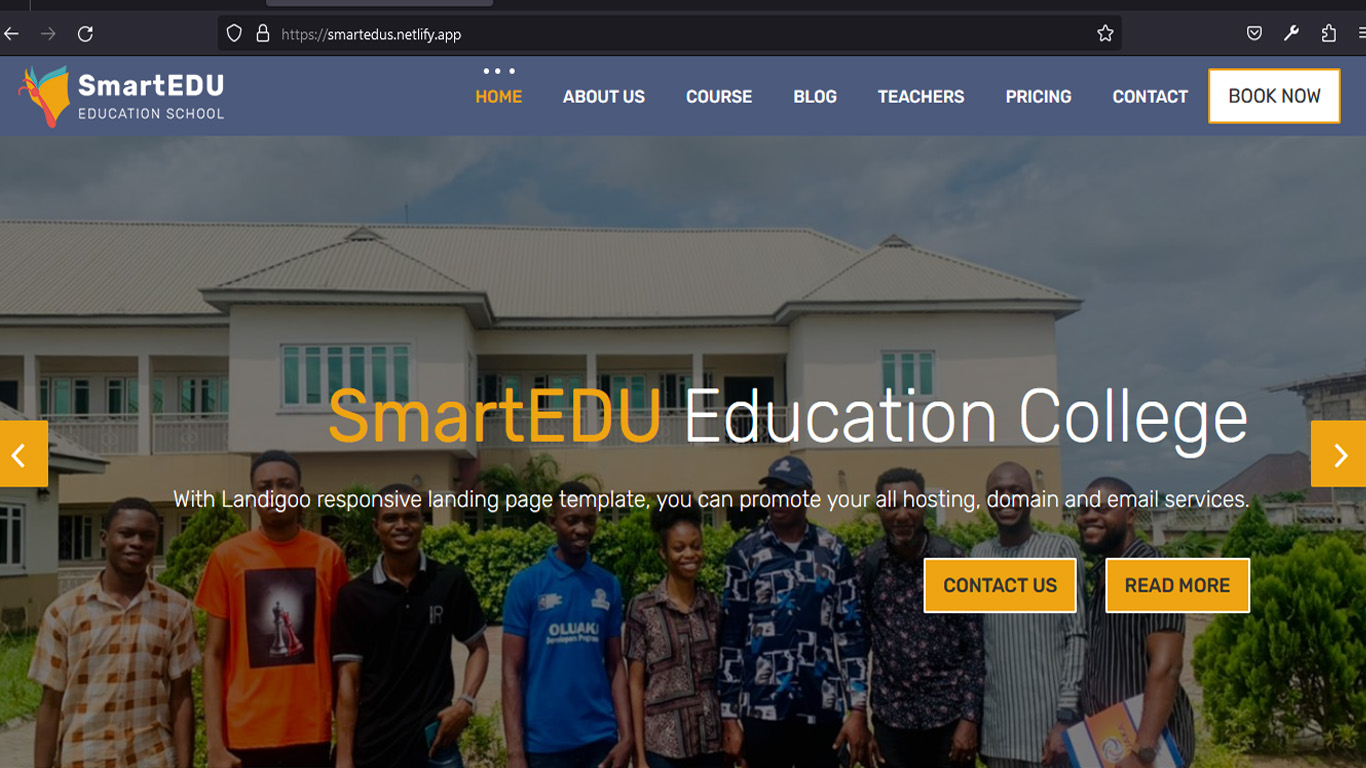 https://smartedus.netlify.app
SmartEDU
EDUCATION SCHOOL
HOME ABOUT US COURSE BLOG TEACHERS PRICING CONTACT BOOK NOW
SmartEDU Education College
With Landigoo responsive landing page template, you can promote your all hosting, domain and email services.
CONTACT US READ MORE
OLUAKI
Developers Program